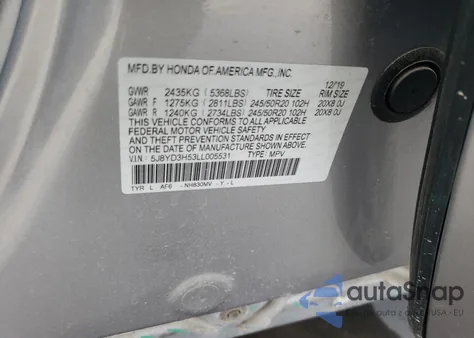 MFD. BY HONDA OF AMERICA MFG., INC. 12/19
GVWR 2435KG ( 5368LBS) TIRE SIZE RIM SIZE
GAWR F 1275KG ( 2811LBS) 245/50R20 102H 20X8.0J
GAWR R 1240KG ( 2734LBS) 245/50R20 102H 20X8.0J
THIS VEHICLE CONFORMS TO ALL APPLICABLE
FEDERAL MOTOR VEHICLE SAFETY, BUMPER,
AND THEFT PREVENTION STANDARDS IN EFFECT
ON THE DATE OF MANUFACTURE SHOWN ABOVE.
V.I.N: 5J8YD3H53LL005531 TYPE: MPV
TYR L AF6 - NH830MV - Y - L
autoSnap
USA - EU